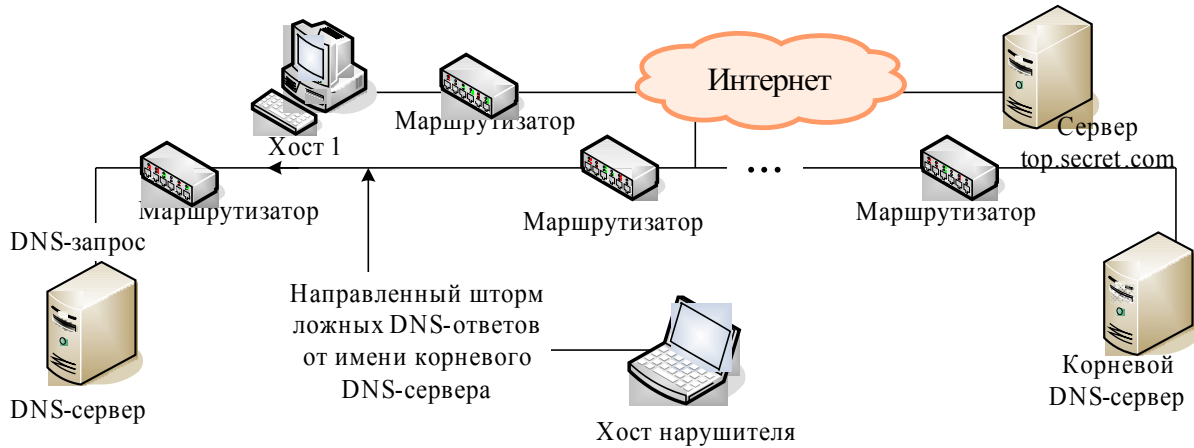 Интернет
Маршрутизатор
Хост 1
Сервер
top.secret.com
Маршрутизатор
Маршрутизатор
...
Маршрутизатор
DNS-запрос
DNS-сервер
Направленный шторм
ложных DNS-ответов
от имени корневого
DNS-сервера
Хост нарушителя
Корневой
DNS-сервер